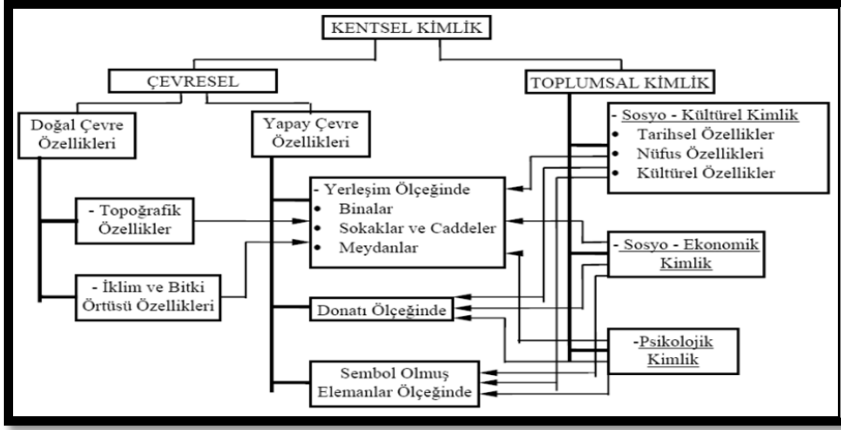 KENTSEL KİMLİK
ÇEVRESEL
TOPLUMSAL KİMLİK
Doğal Çevre
Özellikleri
Yapay Çevre
Özellikleri
- Sosyo - Kültürel Kimlik
• Tarihsel Özellikler
• Nüfus Özellikleri
• Kültürel Özellikler
- Topoğrafik
Özellikler
- Yerleşim Ölçeğinde
• Binalar
• Sokaklar ve Caddeler
• Meydanlar
- Sosyo - Ekonomik
Kimlik
- İklim ve Bitki
Örtüsü Özellikleri
Donatı Ölçeğinde
-Psikolojik
Kimlik
Sembol Olmuş
Elemanlar Ölçeğinde